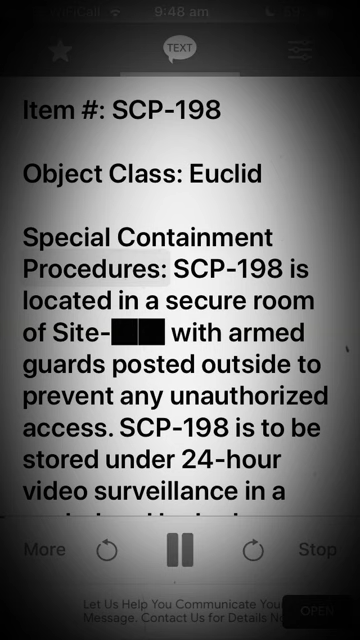 WiFiCall
9:48 am
TEXT
Item #: SCP-198
Object Class: Euclid
Special Containment
Procedures: SCP-198 is
located in a secure room
of Site-██ with armed
guards posted outside to
prevent any unauthorized
access. SCP-198 is to be
stored under 24-hour
video surveillance in a
More
Stop
Let Us Help You Communicate Your
Message. Contact Us for Details
OPEN